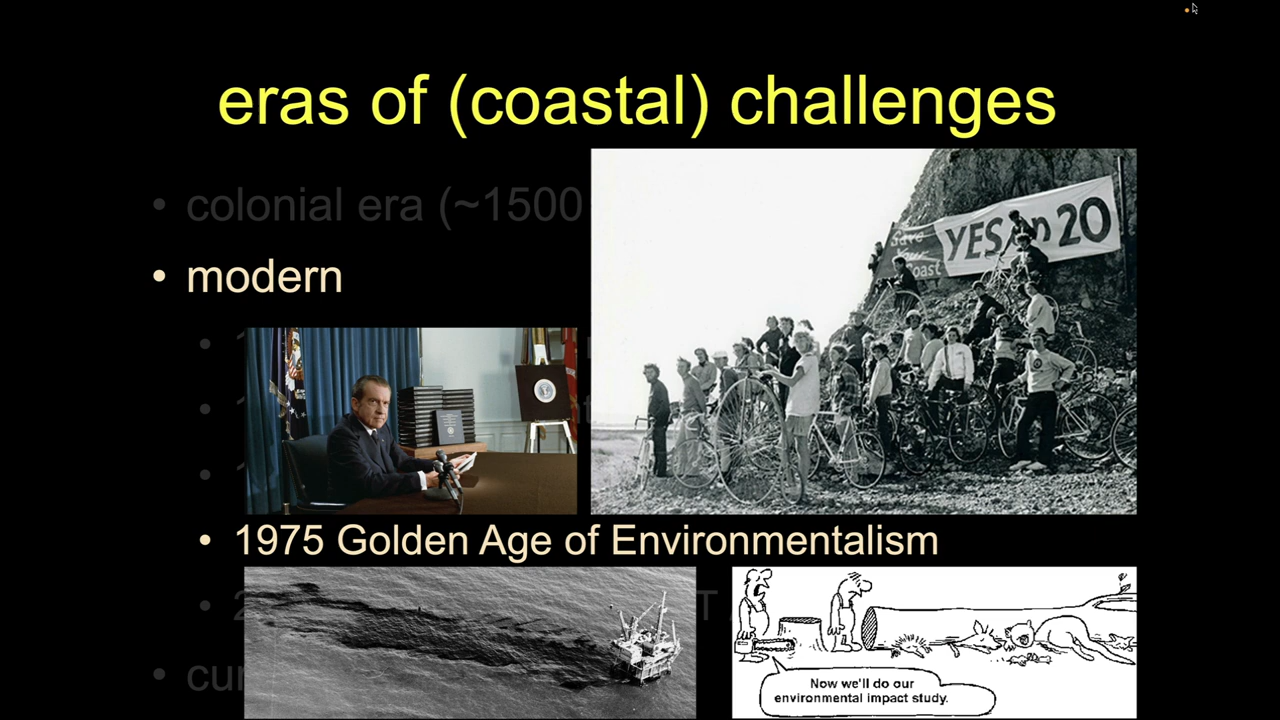 eras of (coastal) challenges
• colonial era (~1500
Save
Your
Coast
YES on 20
• modern
• 1975 Golden Age of Environmentalism
Now we'll do our
environmental impact study.